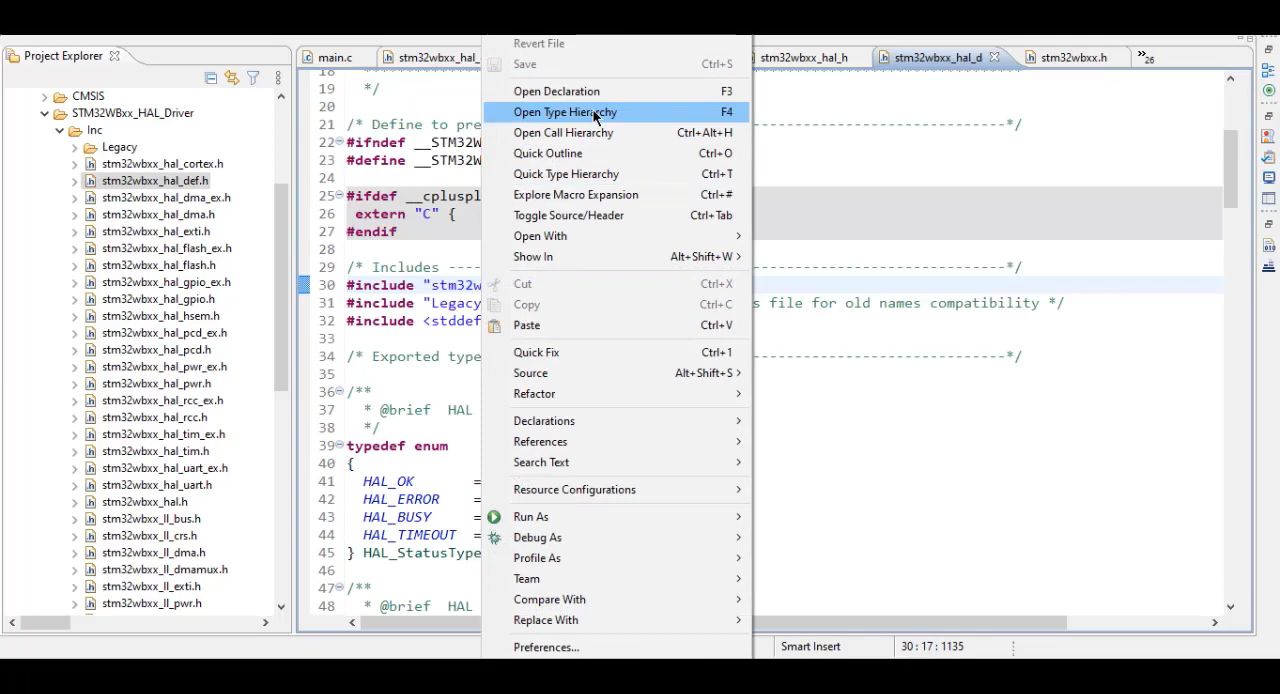 Project Explorer
CMSIS
STM32WBxx_HAL_Driver
Inc
Legacy
stm32wbxx_hal_cortex.h
stm32wbxx_hal_def.h
stm32wbxx_hal_dma_ex.h
stm32wbxx_hal_dma.h
stm32wbxx_hal_exti.h
stm32wbxx_hal_flash_ex.h
stm32wbxx_hal_flash.h
stm32wbxx_hal_gpio_ex.h
stm32wbxx_hal_gpio.h
stm32wbxx_hal_hsem.h
stm32wbxx_hal_pcd_ex.h
stm32wbxx_hal_pcd.h
stm32wbxx_hal_pwr_ex.h
stm32wbxx_hal_pwr.h
stm32wbxx_hal_rcc_ex.h
stm32wbxx_hal_rcc.h
stm32wbxx_hal_tim_ex.h
stm32wbxx_hal_tim.h
stm32wbxx_hal_uart_ex.h
stm32wbxx_hal_uart.h
stm32wbxx_hal.h
stm32wbxx_ll_bus.h
stm32wbxx_ll_crs.h
stm32wbxx_ll_dma.h
stm32wbxx_ll_dmamux.h
stm32wbxx_ll_exti.h
stm32wbxx_ll_pwr.h
main.c
stm32wbxx_hal_
stm32wbxx_hal_h
stm32wbxx_hal_d
stm32wbxx.h
»26
18
19 */
20
21 /* Define to pre -*/
22 #ifndef __STM32W
23 #define __STM32W
24
25 #ifdef __cpluspl
26 extern "C" {
27 #endif
28
29 /* Includes ---- -*/
30 #include "stm32w
31 #include "Legacy s file for old names compatibility */
32 #include <stddef
33
34 /* Exported type -*/
35
36 /**
37 * @brief HAL
38 */
39 typedef enum
40 {
41 HAL_OK =
42 HAL_ERROR =
43 HAL_BUSY =
44 HAL_TIMEOUT =
45 } HAL_StatusType
46
47 /**
48 * @brief HAL
Revert File
Save Ctrl+S
Open Declaration F3
Open Type Hierarchy F4
Open Call Hierarchy Ctrl+Alt+H
Quick Outline Ctrl+O
Quick Type Hierarchy Ctrl+T
Explore Macro Expansion Ctrl+#
Toggle Source/Header Ctrl+Tab
Open With
Show In Alt+Shift+W
Cut Ctrl+X
Copy Ctrl+C
Paste Ctrl+V
Quick Fix Ctrl+1
Source Alt+Shift+S
Refactor
Declarations
References
Search Text
Resource Configurations
Run As
Debug As
Profile As
Team
Compare With
Replace With
Preferences...
Smart Insert
30 : 17 : 1135